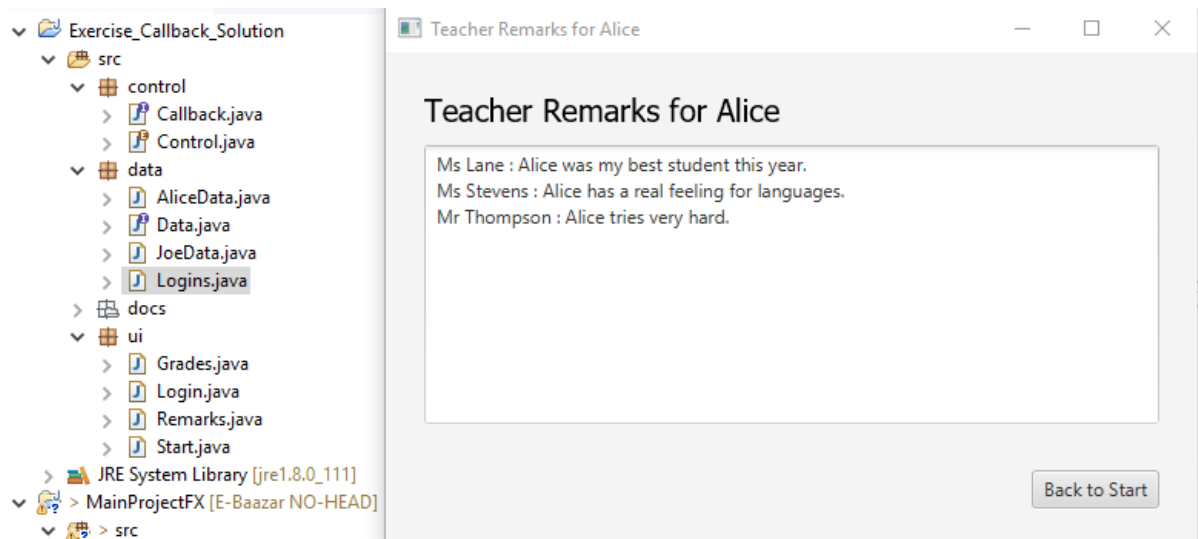 Exercise_Callback_Solution
src
control
Callback.java
Control.java
data
AliceData.java
Data.java
JoeData.java
Logins.java
docs
ui
Grades.java
Login.java
Remarks.java
Start.java
JRE System Library [jre1.8.0_111]
> MainProjectFX [E-Baazar NO-HEAD]
> src
Teacher Remarks for Alice
Teacher Remarks for Alice
Ms Lane : Alice was my best student this year.
Ms Stevens : Alice has a real feeling for languages.
Mr Thompson : Alice tries very hard.
Back to Start